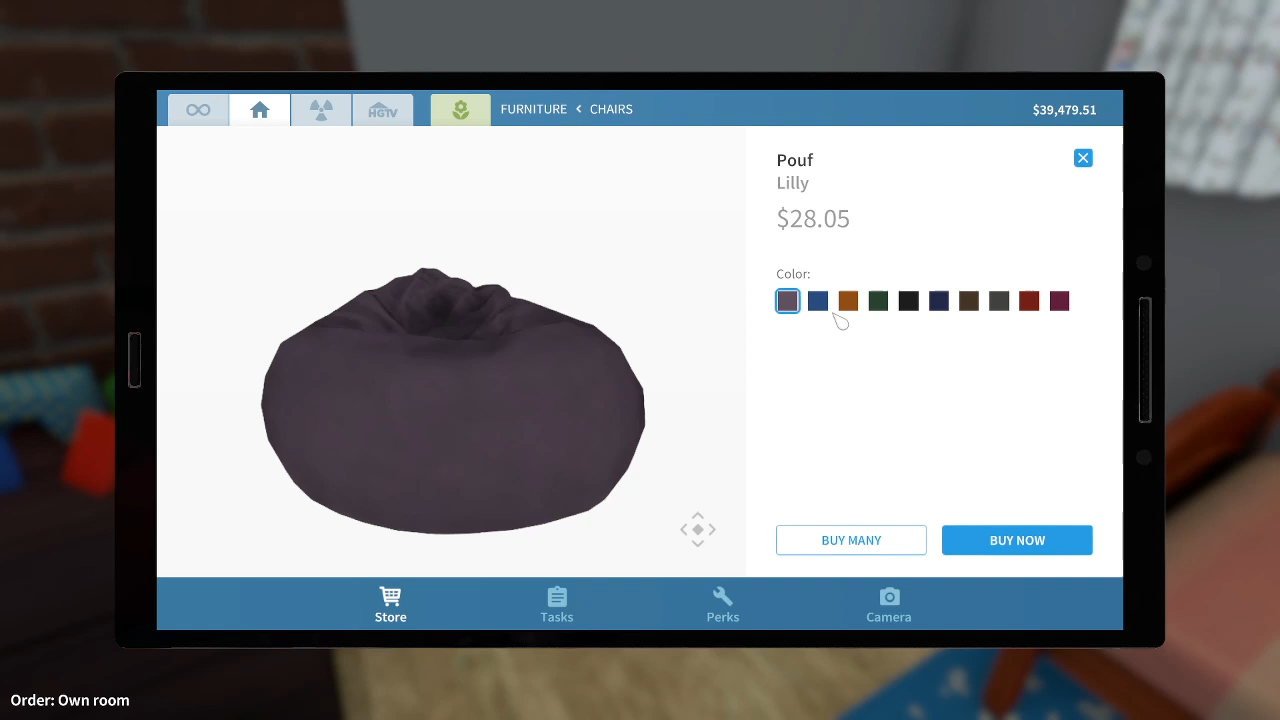 HGTV
FURNITURE < CHAIRS
$39,479.51
Pouf
Lilly
$28.05
Color:
BUY MANY
BUY NOW
Store
Tasks
Perks
Camera
Order: Own room